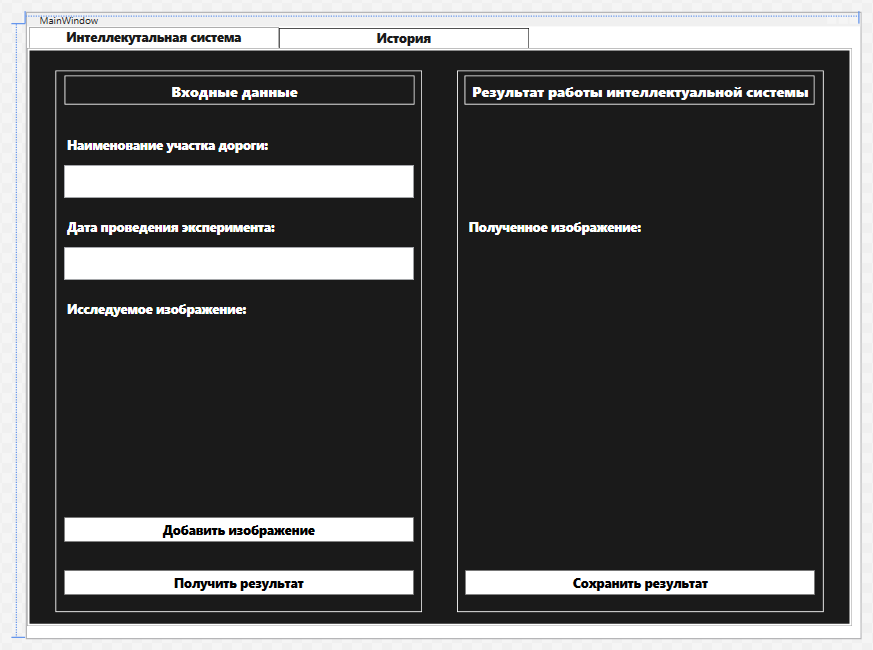 MainWindow
Интеллекутальная система
История
Входные данные
Наименование участка дороги:
Дата проведения эксперимента:
Исследуемое изображение:
Добавить изображение
Получить результат
Результат работы интеллектуальной системы
Полученное изображение:
Сохранить результат